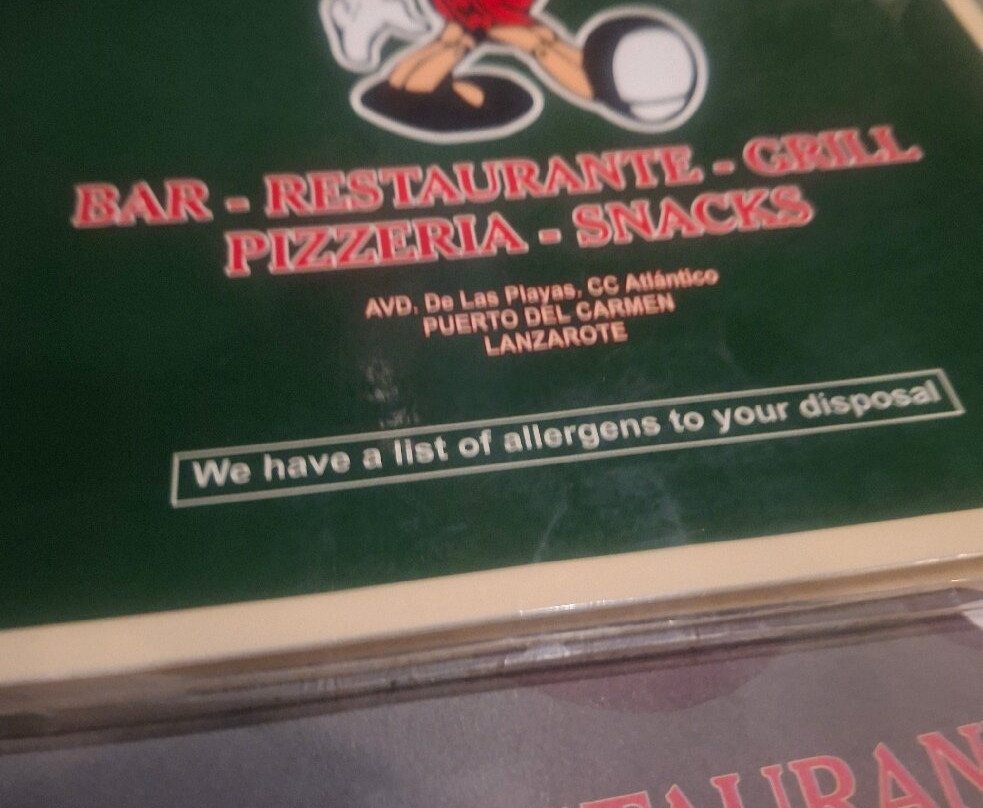 BAR - RESTAURANTE - GRILL
PIZZERIA - SNACKS
AVD. De Las Playas, CC Atlántico
PUERTO DEL CARMEN
LANZAROTE
We have a list of allergens to your disposal